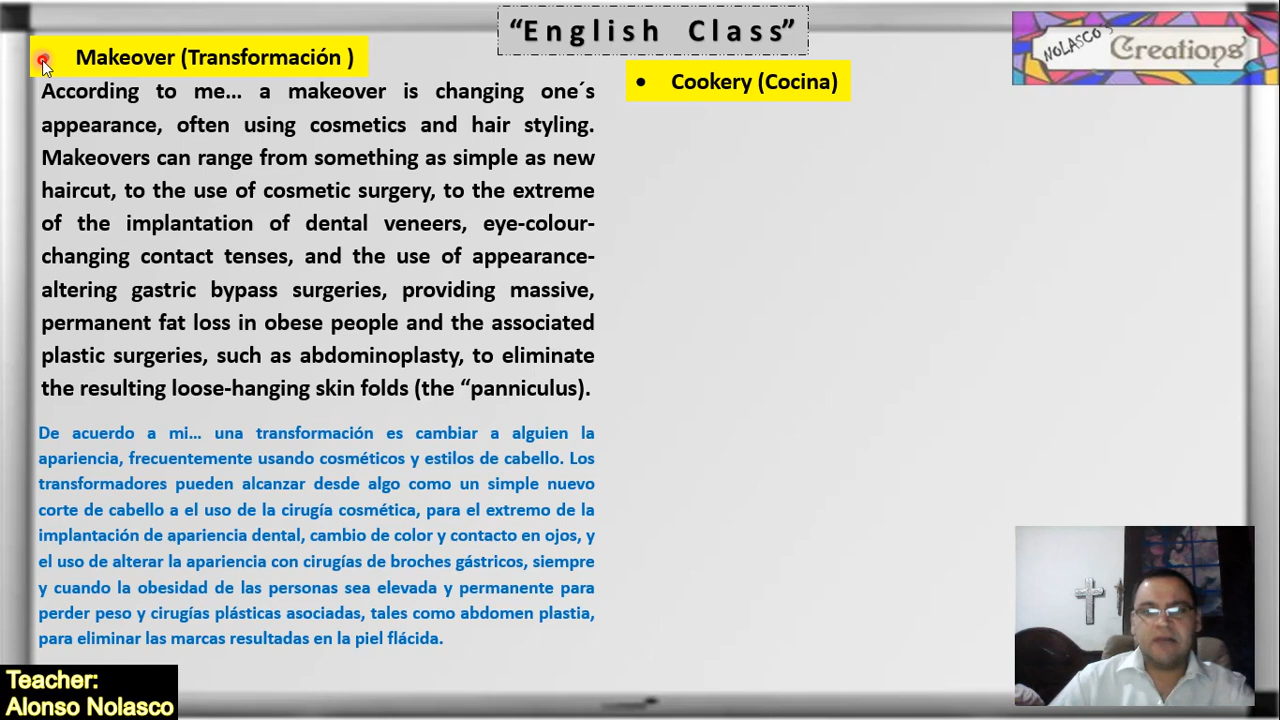 “English Class”
NOLASCO´S
Creations
Makeover (Transformación )
According to me… a makeover is changing one´s
appearance, often using cosmetics and hair styling.
Makeovers can range from something as simple as new
haircut, to the use of cosmetic surgery, to the extreme
of the implantation of dental veneers, eye-colour-
changing contact tenses, and the use of appearance-
altering gastric bypass surgeries, providing massive,
permanent fat loss in obese people and the associated
plastic surgeries, such as abdominoplasty, to eliminate
the resulting loose-hanging skin folds (the “panniculus).
De acuerdo a mi… una transformación es cambiar a alguien la
apariencia, frecuentemente usando cosméticos y estilos de cabello. Los
transformadores pueden alcanzar desde algo como un simple nuevo
corte de cabello a el uso de la cirugía cosmética, para el extremo de la
implantación de apariencia dental, cambio de color y contacto en ojos, y
el uso de alterar la apariencia con cirugías de broches gástricos, siempre
y cuando la obesidad de las personas sea elevada y permanente para
perder peso y cirugías plásticas asociadas, tales como abdomen plastia,
para eliminar las marcas resultadas en la piel flácida.
• Cookery (Cocina)
Teacher:
Alonso Nolasco